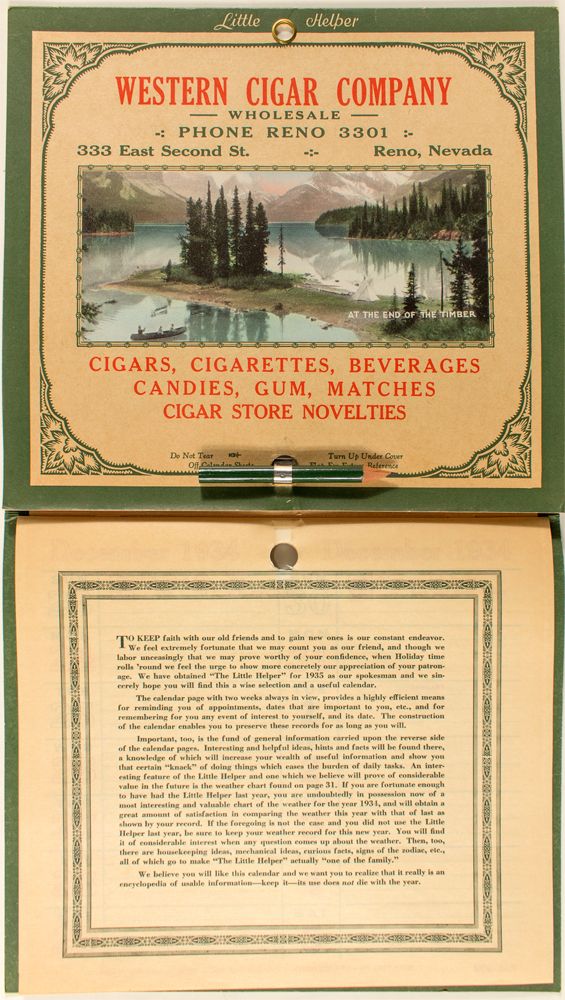 Little Helper
WESTERN CIGAR COMPANY
— WHOLESALE —
-: PHONE RENO 3301 :-
333 East Second St. -:- Reno, Nevada
AT THE END OF THE TIMBER
CIGARS, CIGARETTES, BEVERAGES
CANDIES, GUM, MATCHES
CIGAR STORE NOVELTIES
Do Not Tear Turn Up Under Cover
Off Calendar Sheets Flat For Future Reference
TO KEEP faith with our old friends and to gain new ones is our constant endeavor.
We feel extremely fortunate that we may count you as our friend, and though we
labor unceasingly that we may prove worthy of your confidence, when Holiday time
rolls 'round we feel the urge to show more concretely our appreciation of your patron-
age. We have obtained "The Little Helper" for 1935 as our spokesman and we sin-
cerely hope you will find this a wise selection and a useful calendar.
The calendar page with two weeks always in view, provides a highly efficient means
for reminding you of appointments, dates that are important to you, etc., and for
remembering for you any event of interest to yourself, and its date. The construction
of the calendar enables you to preserve these records for as long as you will.
Important, too, is the fund of general information carried upon the reverse side
of the calendar pages. Interesting and helpful ideas, hints and facts will be found there,
a knowledge of which will increase your wealth of useful information and show you
that certain "knack" of doing things which eases the burden of daily tasks. An inter-
esting feature of the Little Helper and one which we believe will prove of considerable
value in the future is the weather chart found on page 31. If you are fortunate enough
to have had the Little Helper last year, you are undoubtedly in possession now of a
most interesting and valuable chart of the weather for the year 1934, and will obtain a
great amount of satisfaction in comparing the weather this year with that of last as
shown by your record. If the foregoing is not the case and you did not use the Little
Helper last year, be sure to keep your weather record for this new year. You will find
it of considerable interest when any question comes up about the weather. Then, too,
there are housekeeping ideas, mechanical ideas, curious facts, signs of the zodiac, etc.,
all of which go to make "The Little Helper" actually "one of the family."
We believe you will like this calendar and we want you to realize that it really is an
encyclopedia of usable information—keep it—its use does not die with the year.